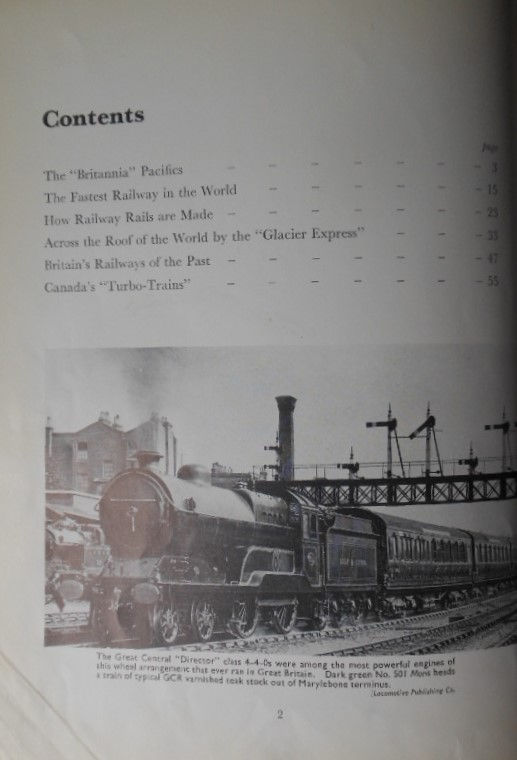 Contents
page
The "Britannia" Pacifics - - - - - - - 3
The Fastest Railway in the World - - - - - - 15
How Railway Rails are Made - - - - - - - 25
Across the Roof of the World by the "Glacier Express" - - - 35
Britain's Railways of the Past - - - - - - - 47
Canada's "Turbo-Trains" - - - - - - - 55
The Great Central "Director" class 4-4-0s were among the most powerful engines of
this wheel arrangement that ever ran in Great Britain. Dark green No. 501 Mons heads
a train of typical GCR varnished teak stock out of Marylebone terminus.
[Locomotive Publishing Co.
2